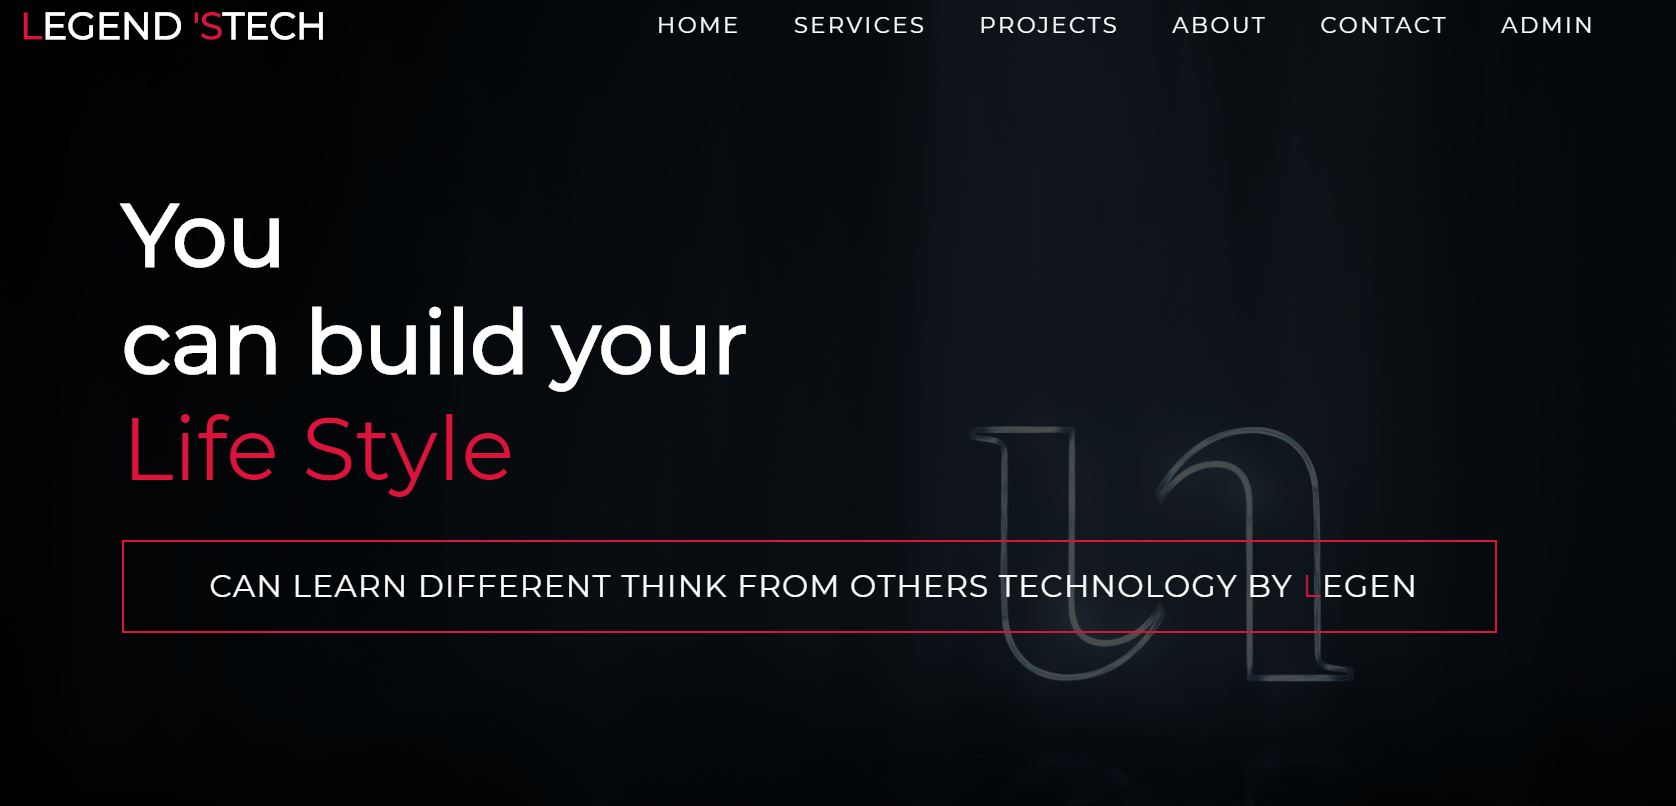 LEGEND 'STECH
HOME SERVICES PROJECTS ABOUT CONTACT ADMIN
You
can build your
Life Style
CAN LEARN DIFFERENT THINK FROM OTHERS TECHNOLOGY BY LEGEN